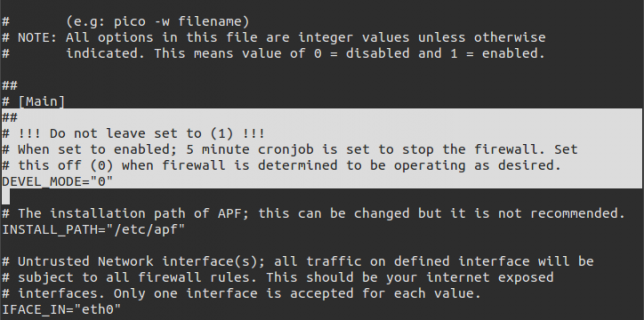 #       (e.g: pico -w filename)
# NOTE: All options in this file are integer values unless otherwise
#       indicated. This means value of 0 = disabled and 1 = enabled.
##
# [Main]
##
# !!! Do not leave set to (1) !!!
# When set to enabled; 5 minute cronjob is set to stop the firewall. Set
# this off (0) when firewall is determined to be operating as desired.
DEVEL_MODE="0"
# The installation path of APF; this can be changed but it is not recommended.
INSTALL_PATH="/etc/apf"
# Untrusted Network interface(s); all traffic on defined interface will be
# subject to all firewall rules. This should be your internet exposed
# interfaces. Only one interface is accepted for each value.
IFACE_IN="eth0"